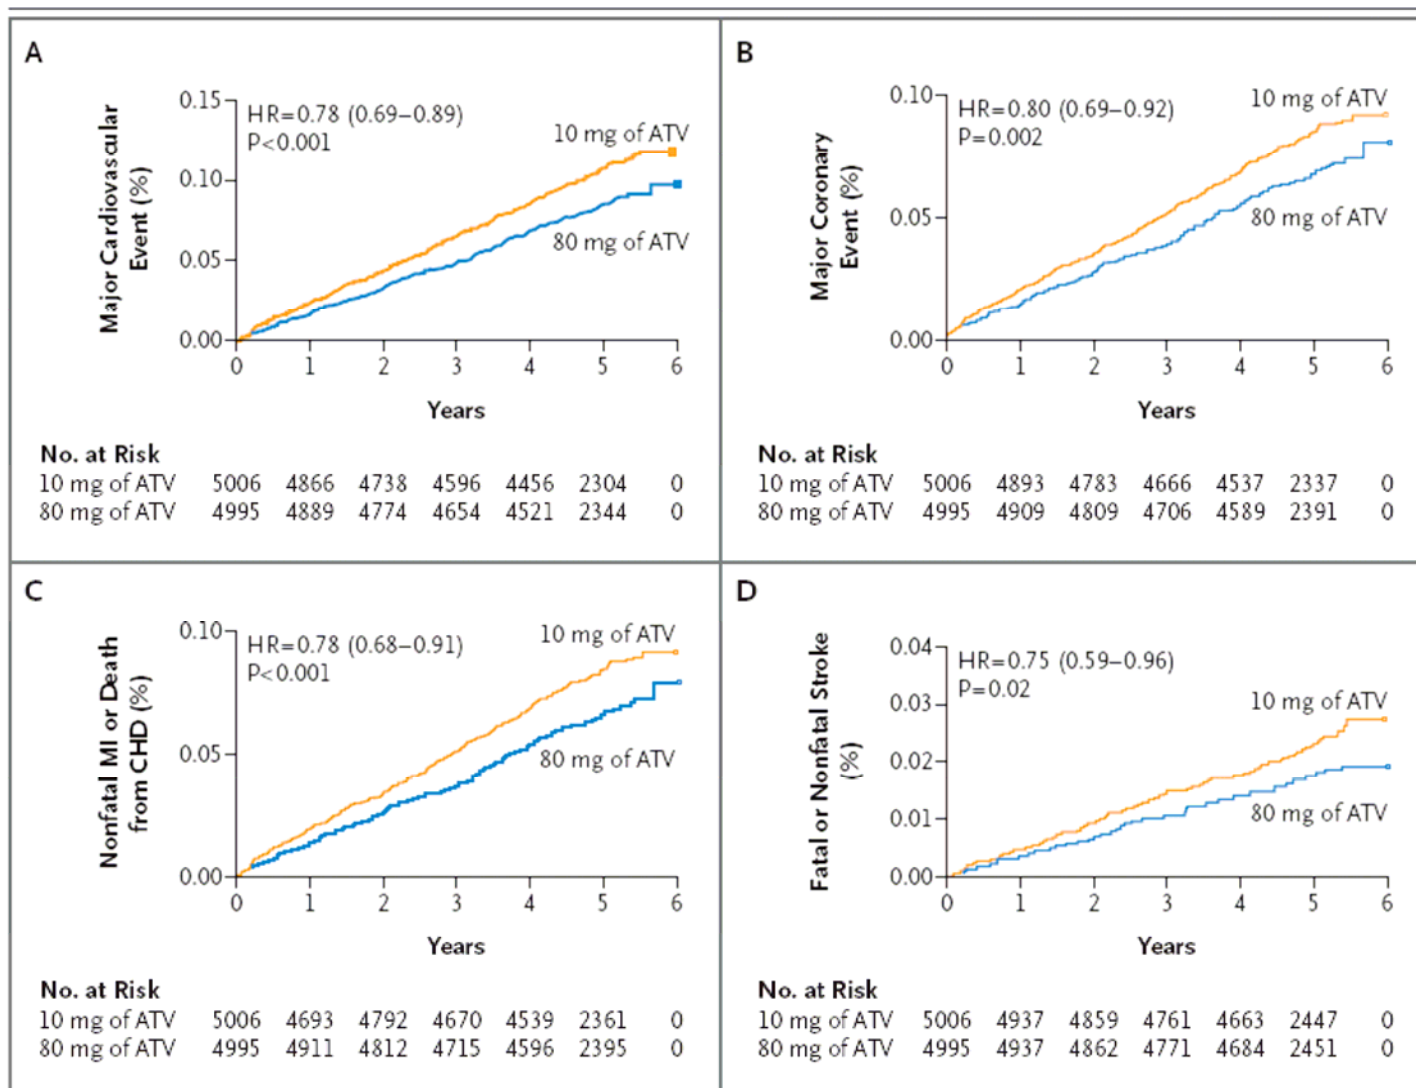 A
Major Cardiovascular
Event (%)
HR=0.78 (0.69–0.89)
P<0.001
10 mg of ATV
80 mg of ATV
0.15
0.10
0.05
0.00
0 1 2 3 4 5 6
Years
No. at Risk
10 mg of ATV 5006 4866 4738 4596 4456 2304 0
80 mg of ATV 4995 4889 4774 4654 4521 2344 0
B
Major Coronary
Event (%)
HR=0.80 (0.69–0.92)
P=0.002
10 mg of ATV
80 mg of ATV
0.10
0.05
0.00
0 1 2 3 4 5 6
Years
No. at Risk
10 mg of ATV 5006 4893 4783 4666 4537 2337 0
80 mg of ATV 4995 4909 4809 4706 4589 2391 0
C
Nonfatal MI or Death
from CHD (%)
HR=0.78 (0.68–0.91)
P<0.001
10 mg of ATV
80 mg of ATV
0.10
0.05
0.00
0 1 2 3 4 5 6
Years
No. at Risk
10 mg of ATV 5006 4693 4792 4670 4539 2361 0
80 mg of ATV 4995 4911 4812 4715 4596 2395 0
D
Fatal or Nonfatal Stroke
(%)
HR=0.75 (0.59–0.96)
P=0.02
10 mg of ATV
80 mg of ATV
0.04
0.03
0.02
0.01
0.00
0 1 2 3 4 5 6
Years
No. at Risk
10 mg of ATV 5006 4937 4859 4761 4663 2447 0
80 mg of ATV 4995 4937 4862 4771 4684 2451 0